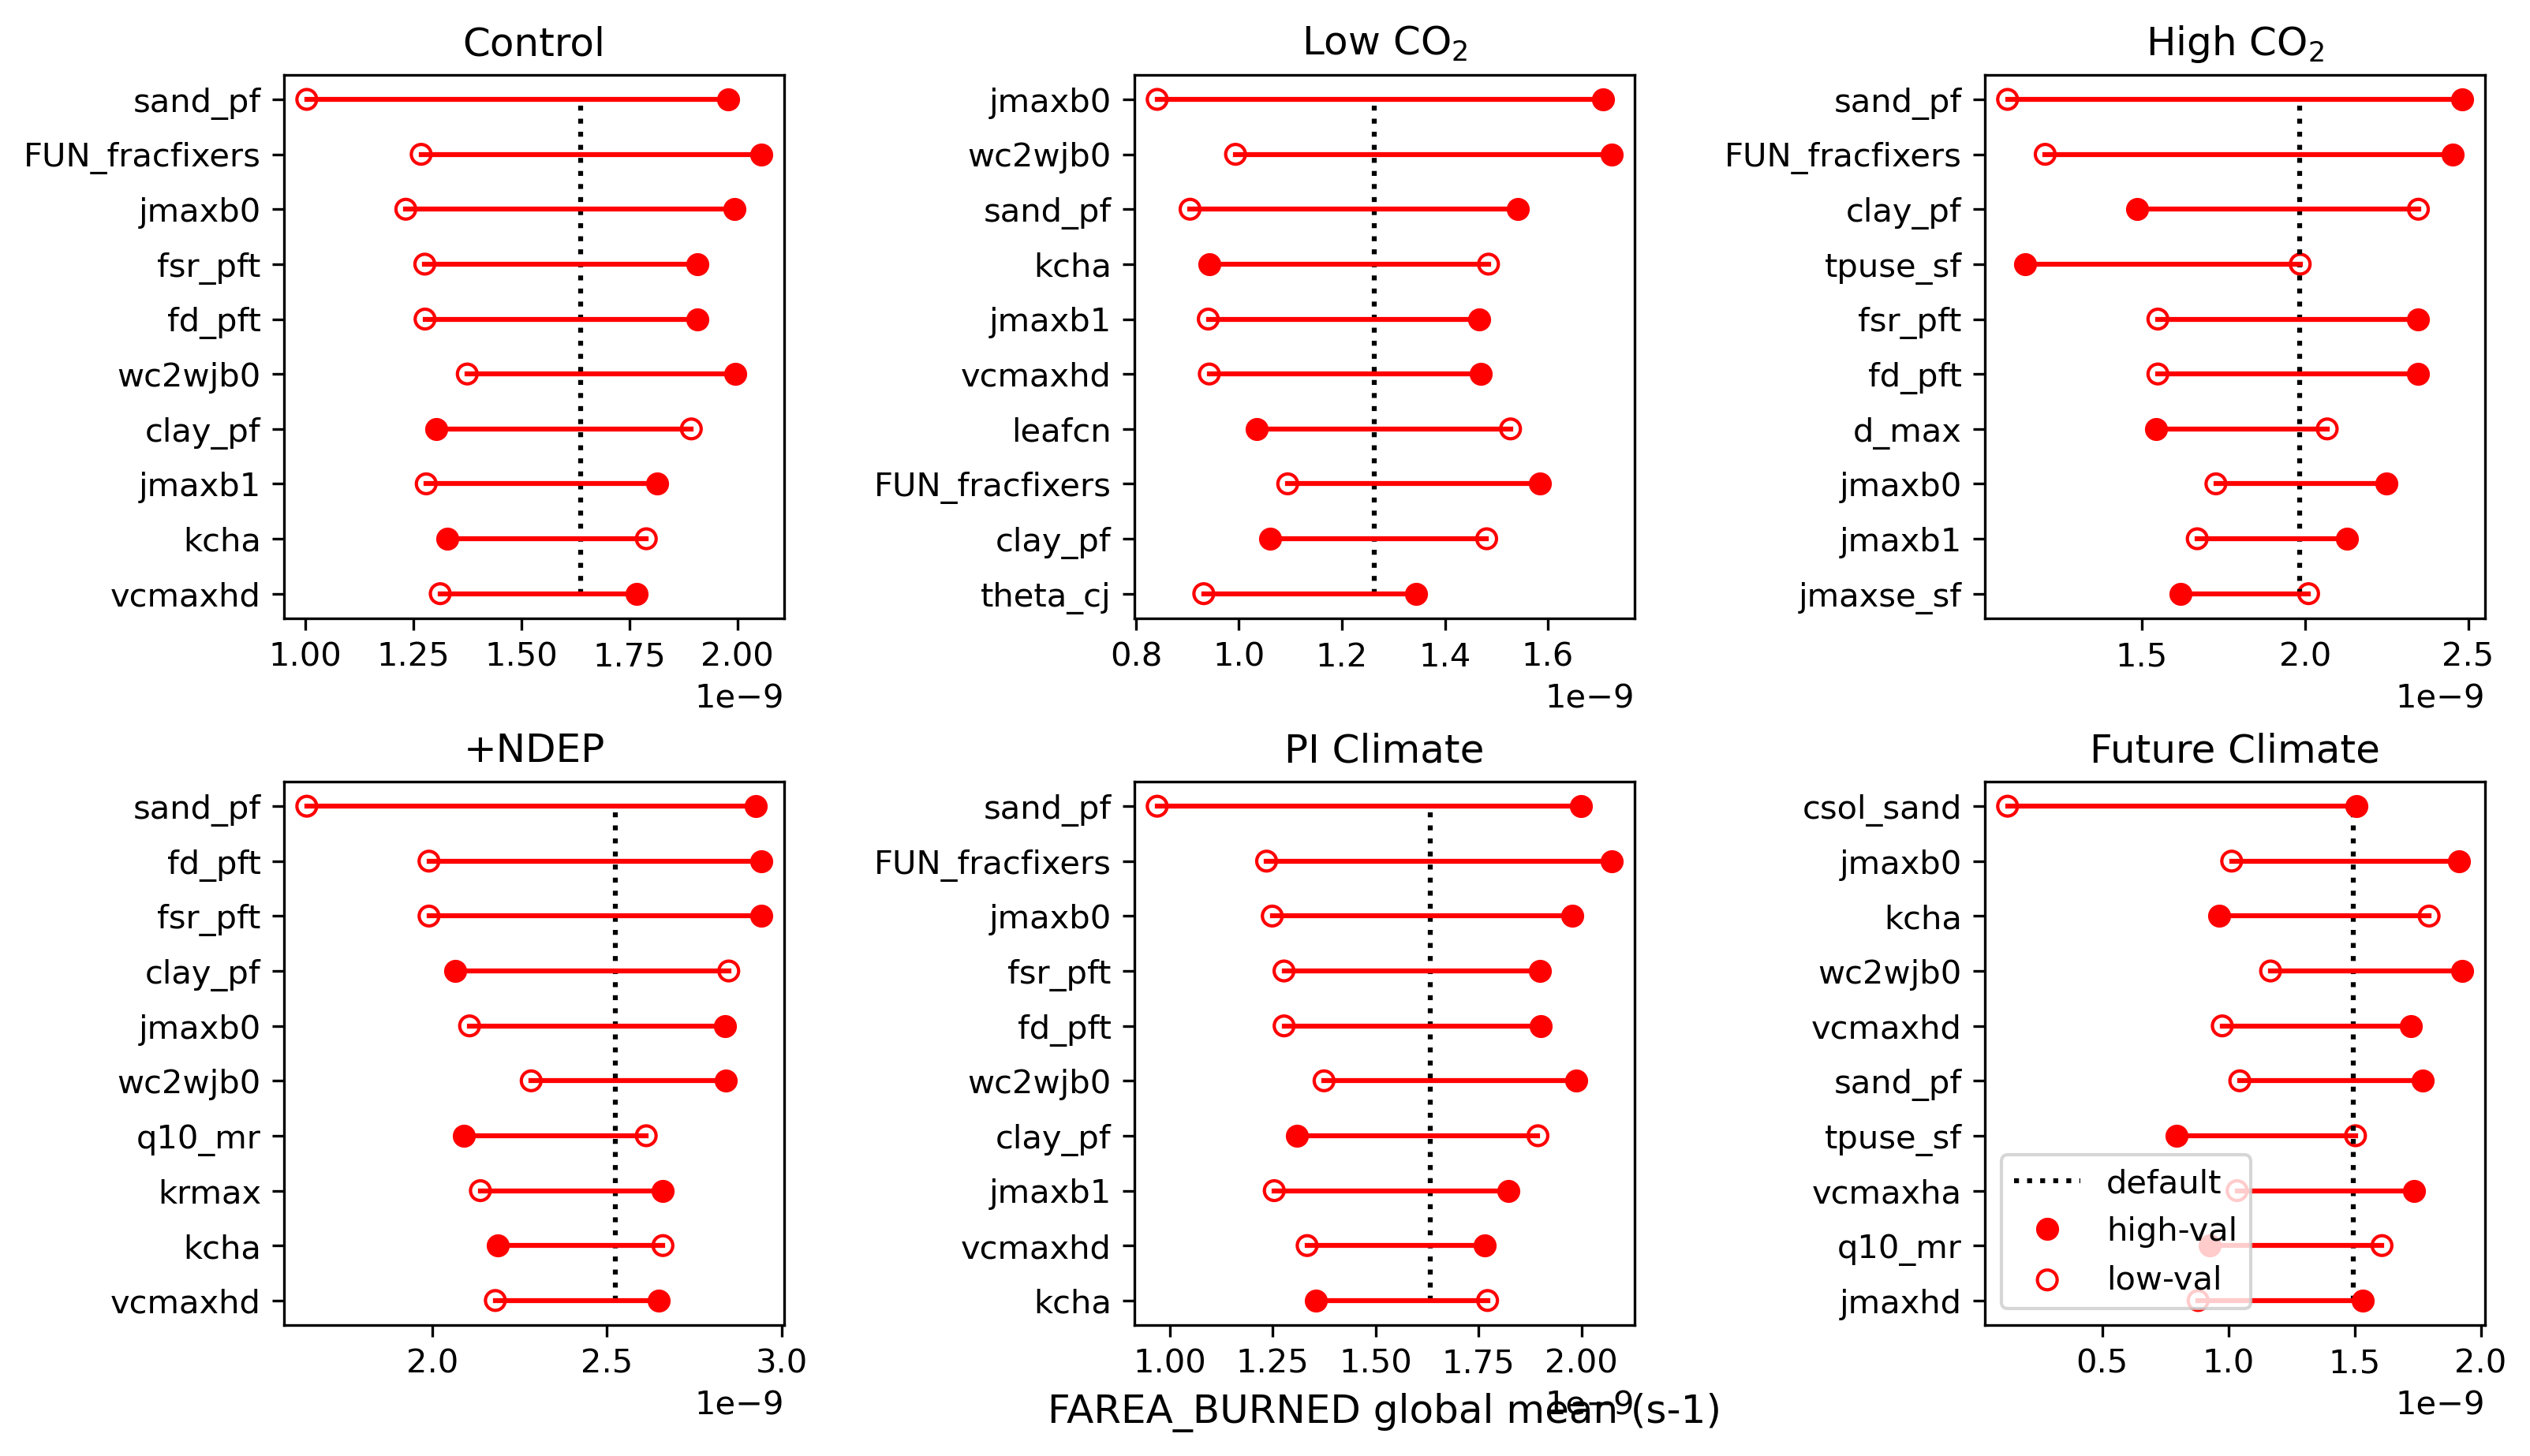 Control
sand_pf
FUN_fracfixers
jmaxb0
fsr_pft
fd_pft
wc2wjb0
clay_pf
jmaxb1
kcha
vcmaxhd
1.00 1.25 1.50 1.75 2.00
1e−9
Low CO₂
jmaxb0
wc2wjb0
sand_pf
kcha
jmaxb1
vcmaxhd
leafcn
FUN_fracfixers
clay_pf
theta_cj
0.8 1.0 1.2 1.4 1.6
1e−9
High CO₂
sand_pf
FUN_fracfixers
clay_pf
tpuse_sf
fsr_pft
fd_pft
d_max
jmaxb0
jmaxb1
jmaxse_sf
1.5 2.0 2.5
1e−9
+NDEP
sand_pf
fd_pft
fsr_pft
clay_pf
jmaxb0
wc2wjb0
q10_mr
krmax
kcha
vcmaxhd
2.0 2.5 3.0
1e−9
PI Climate
sand_pf
FUN_fracfixers
jmaxb0
fsr_pft
fd_pft
wc2wjb0
clay_pf
jmaxb1
vcmaxhd
kcha
1.00 1.25 1.50 1.75 2.00
1e−9
Future Climate
csol_sand
jmaxb0
kcha
wc2wjb0
vcmaxhd
sand_pf
tpuse_sf
vcmaxha
q10_mr
jmaxhd
default
high-val
low-val
0.5 1.0 1.5 2.0
1e−9
FAREA_BURNED global mean (s-1)